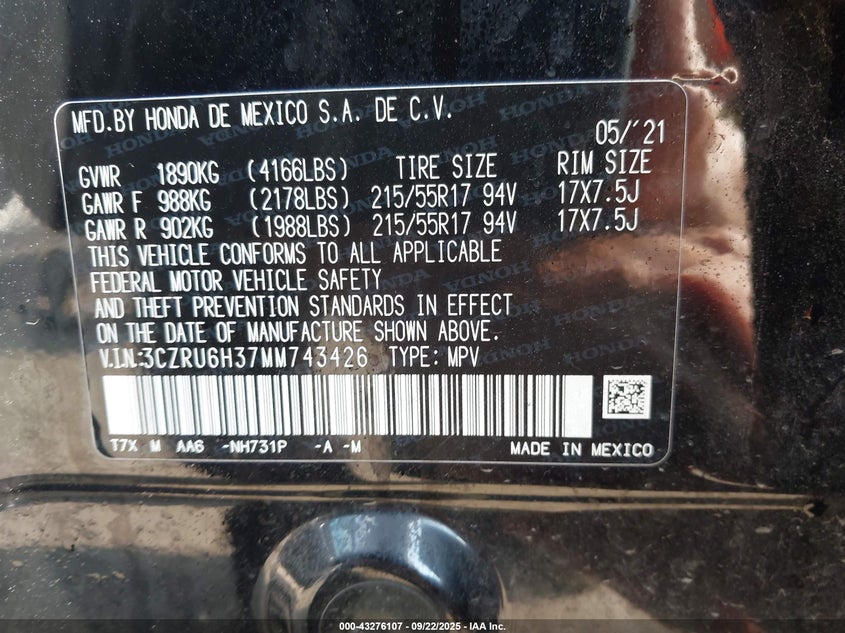 MFD.BY HONDA DE MEXICO S.A. DE C.V.
05/'21
GVWR 1890KG (4166LBS) TIRE SIZE RIM SIZE
GAWR F 988KG (2178LBS) 215/55R17 94V 17X7.5J
GAWR R 902KG (1988LBS) 215/55R17 94V 17X7.5J
THIS VEHICLE CONFORMS TO ALL APPLICABLE
FEDERAL MOTOR VEHICLE SAFETY
AND THEFT PREVENTION STANDARDS IN EFFECT
ON THE DATE OF MANUFACTURE SHOWN ABOVE.
V.I.N.:3CZRU6H37MM743426 TYPE: MPV
T7X M AA6 -NH731P -A -M MADE IN MEXICO
000-43276107 - 09/22/2025 - IAA Inc.